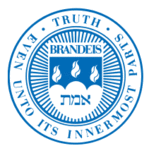 · TRUTH · EVEN UNTO ITS INNERMOST PARTS
BRANDEIS
אמת